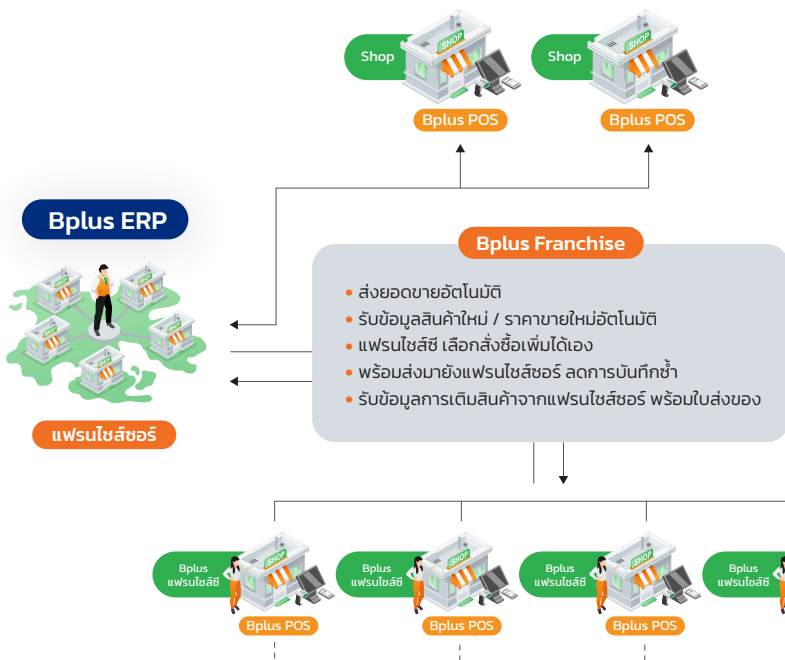 Shop
SHOP
Shop
SHOP
Bplus POS
Bplus POS
Bplus ERP
Bplus Franchise
SHOP
SHOP
SHOP
SHOP
SHOP
• ส่งยอดขายอัตโนมัติ
• รับข้อมูลสินค้าใหม่ / ราคาขายใหม่อัตโนมัติ
• แฟรนไชส์ซี เลือกสั่งซื้อเพิ่มได้เอง
• พร้อมส่งมายังแฟรนไชส์ซอร์ ลดการบันทึกซ้ำ
• รับข้อมูลการเติมสินค้าจากแฟรนไชส์ซอร์ พร้อมใบส่งของ
แฟรนไชส์ซอร์
Bplus
แฟรนไชส์ซี
SHOP
Bplus
แฟรนไชส์ซี
SHOP
Bplus
แฟรนไชส์ซี
SHOP
Bplus
แฟรนไชส์ซี
Bplus POS
Bplus POS
Bplus POS